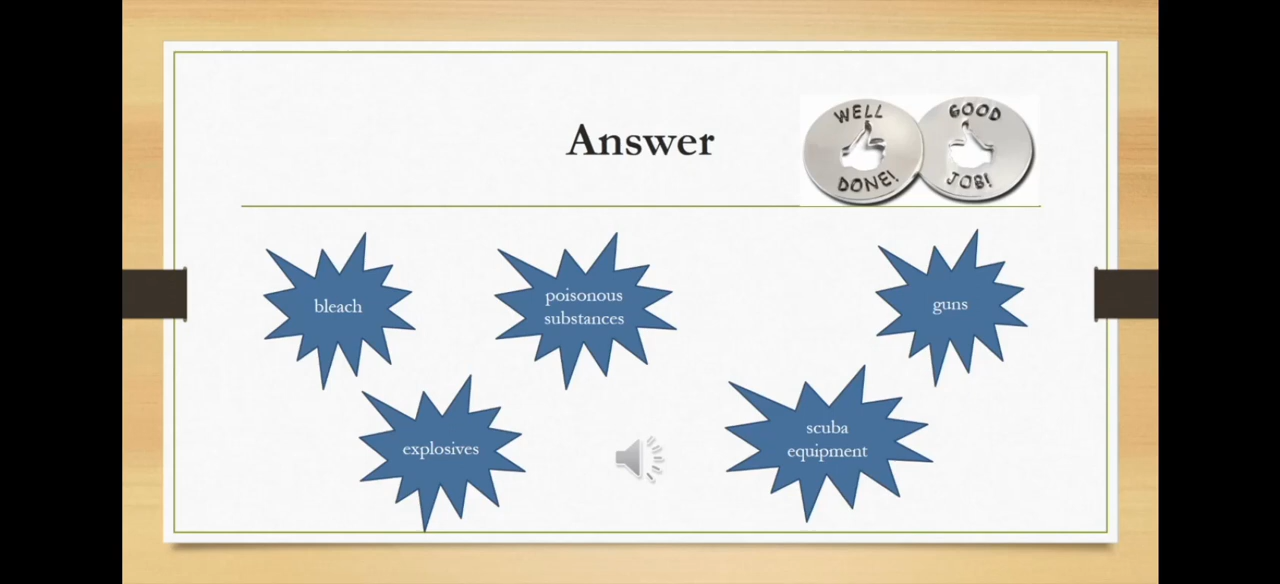 Answer
WELL
DONE!
GOOD
JOB!
bleach
poisonous
substances
guns
explosives
scuba
equipment